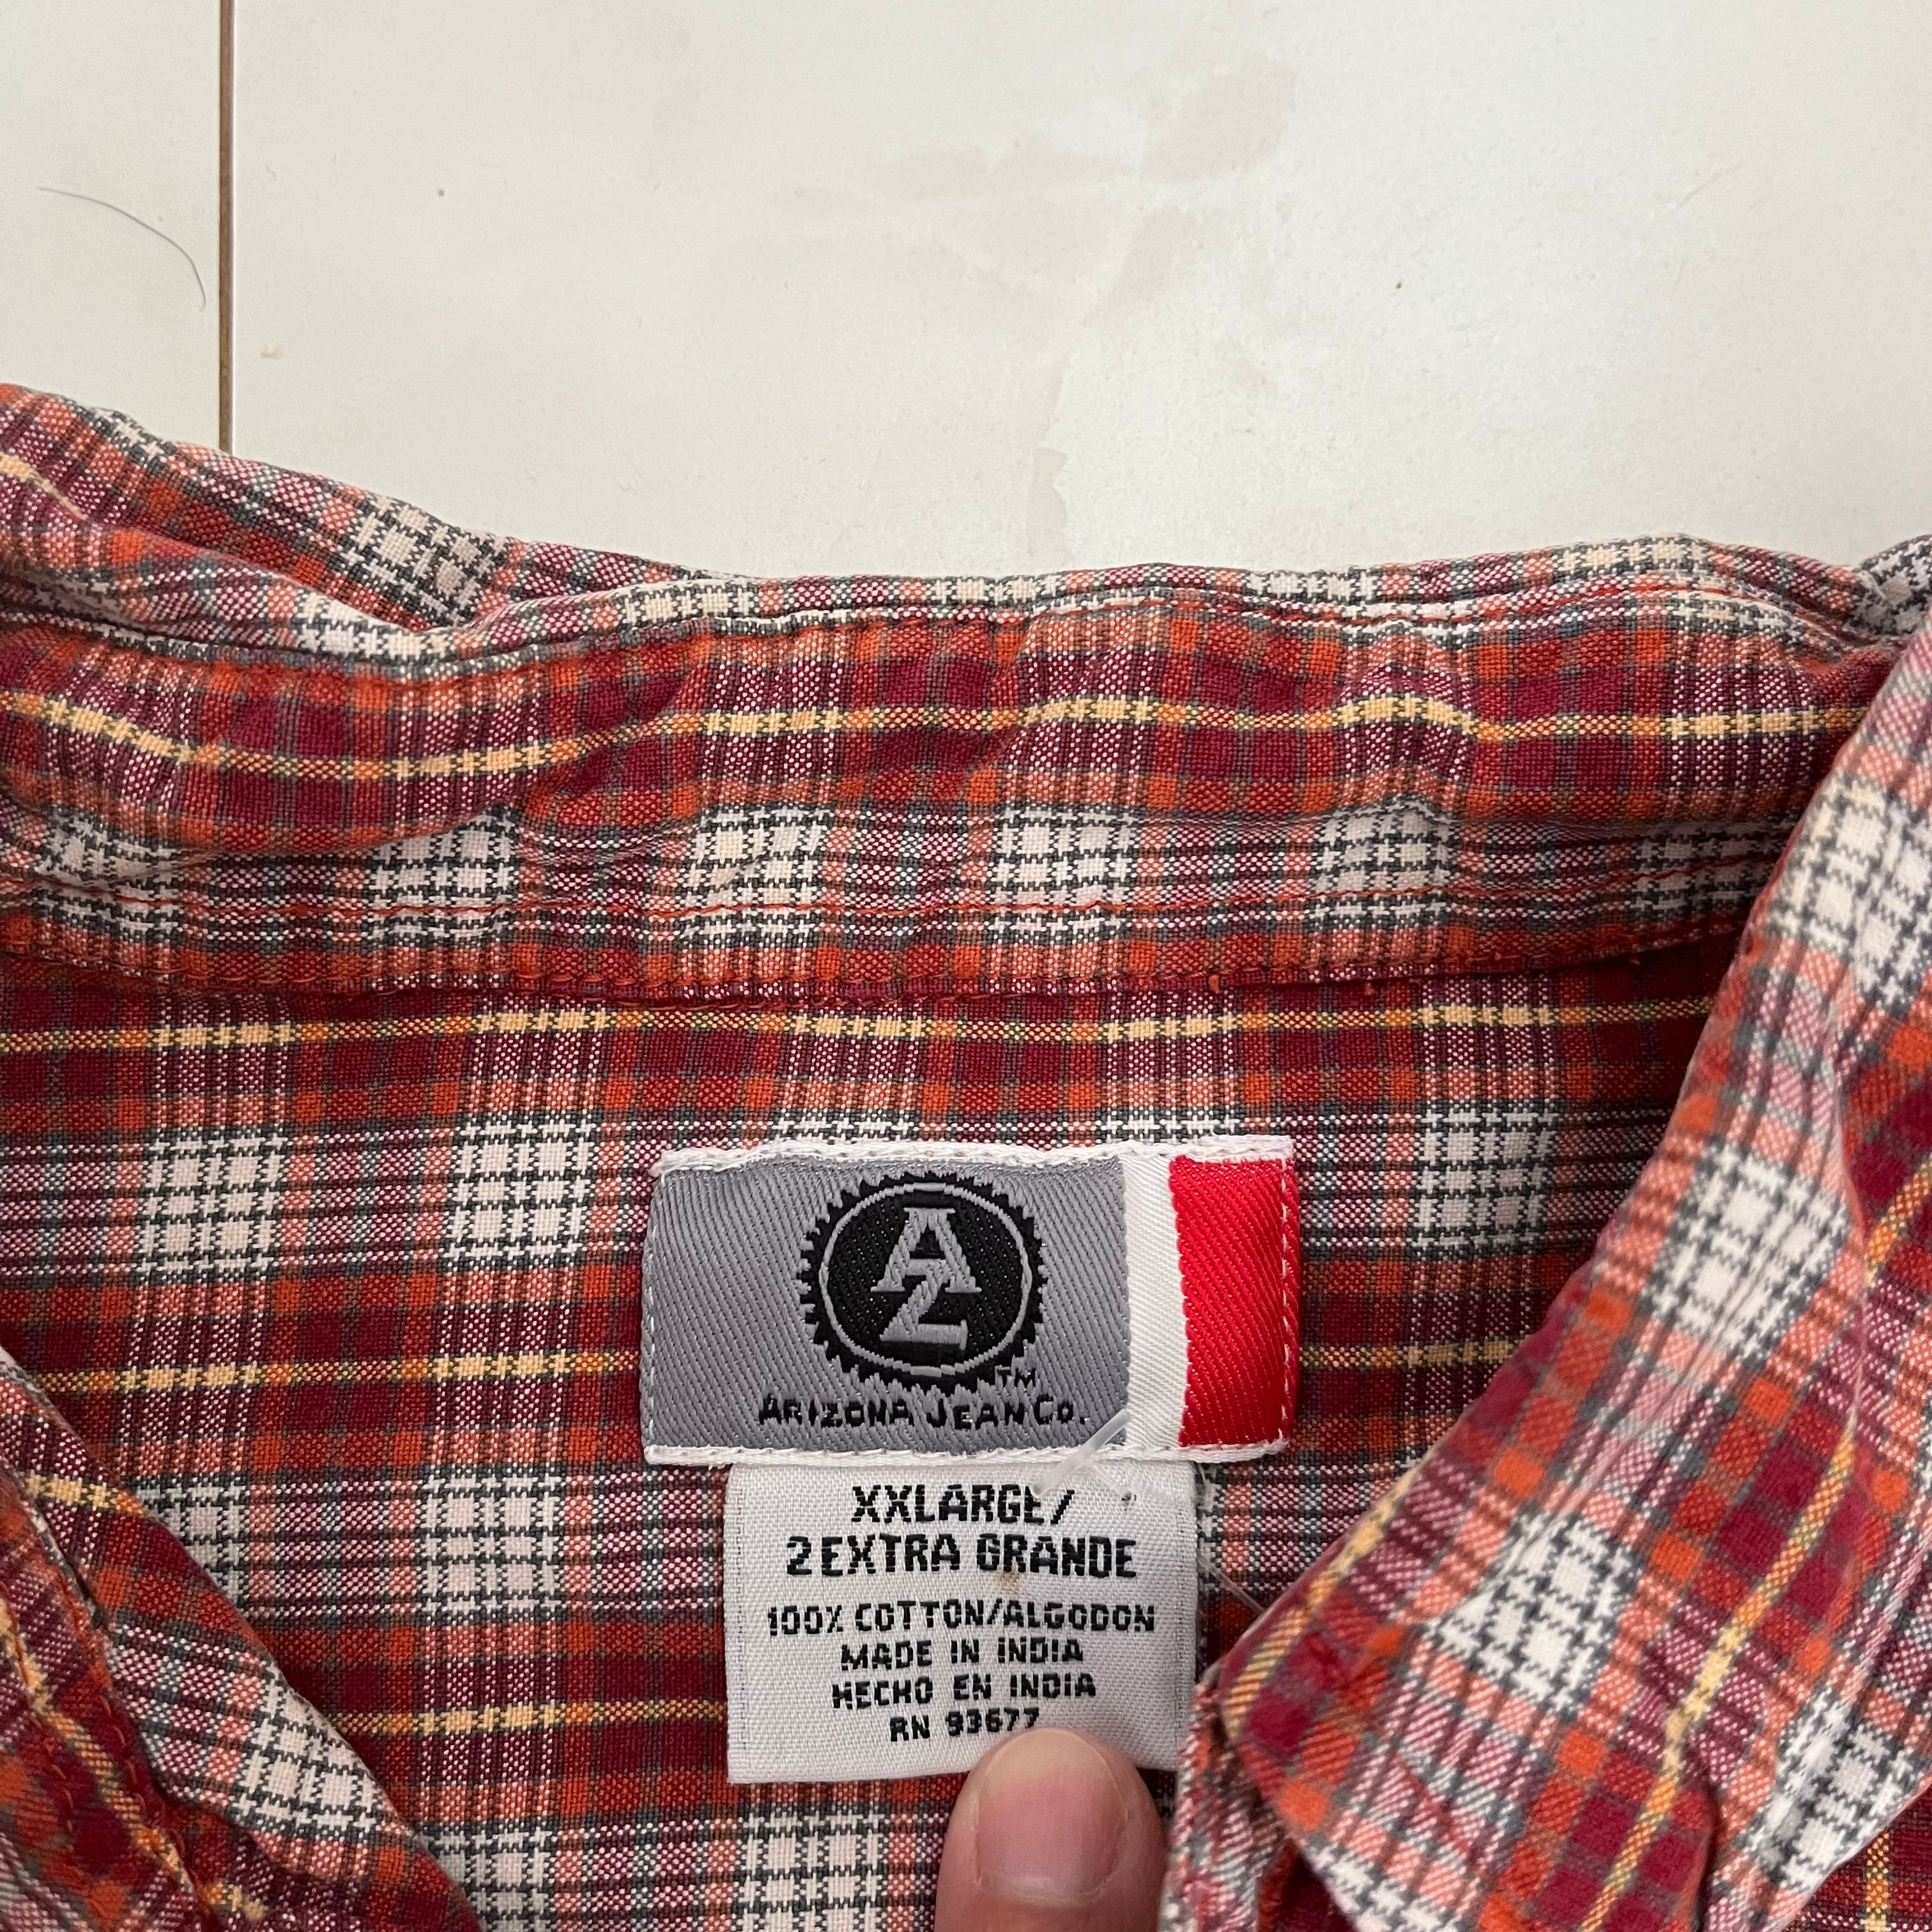 AZ
TM
ARIZONA JEAN CO.
XXLARGE/
2 EXTRA GRANDE
100% COTTON/ALGODON
MADE IN INDIA
HECHO EN INDIA
RN 93677